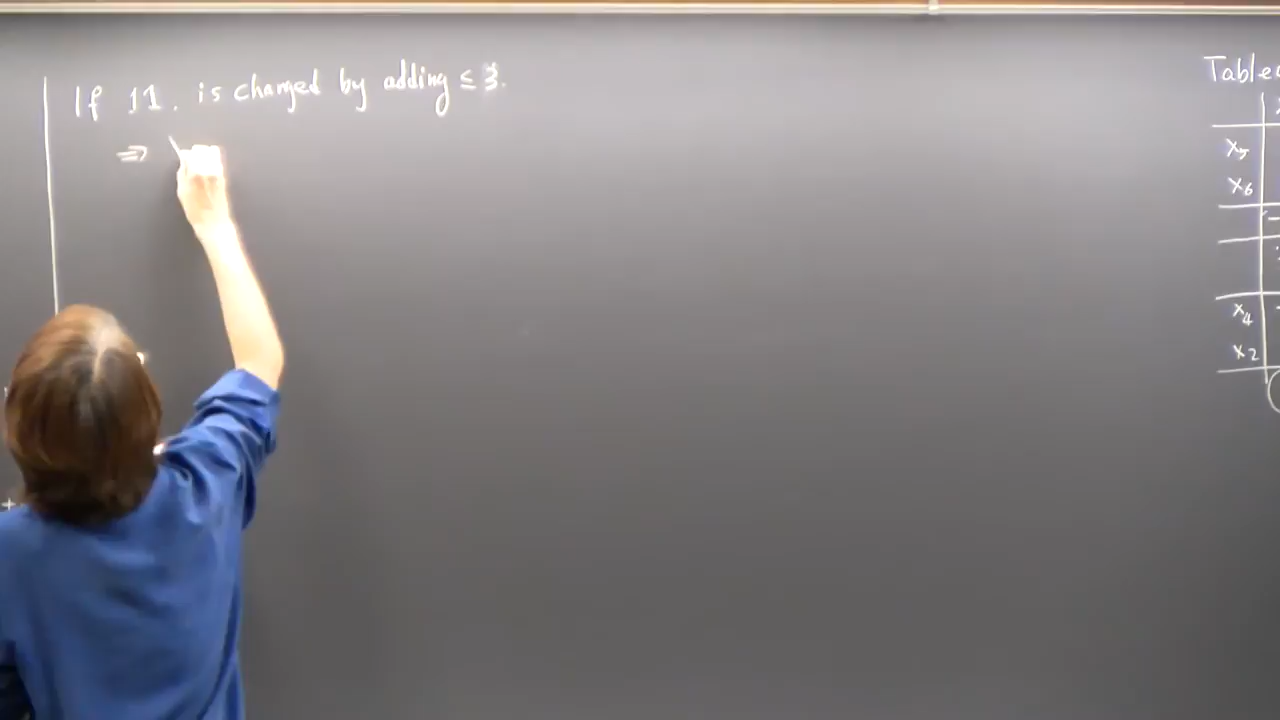 If 11. is changed by adding ≤ 3.
⇒
Table
x5
x6
x4
x2